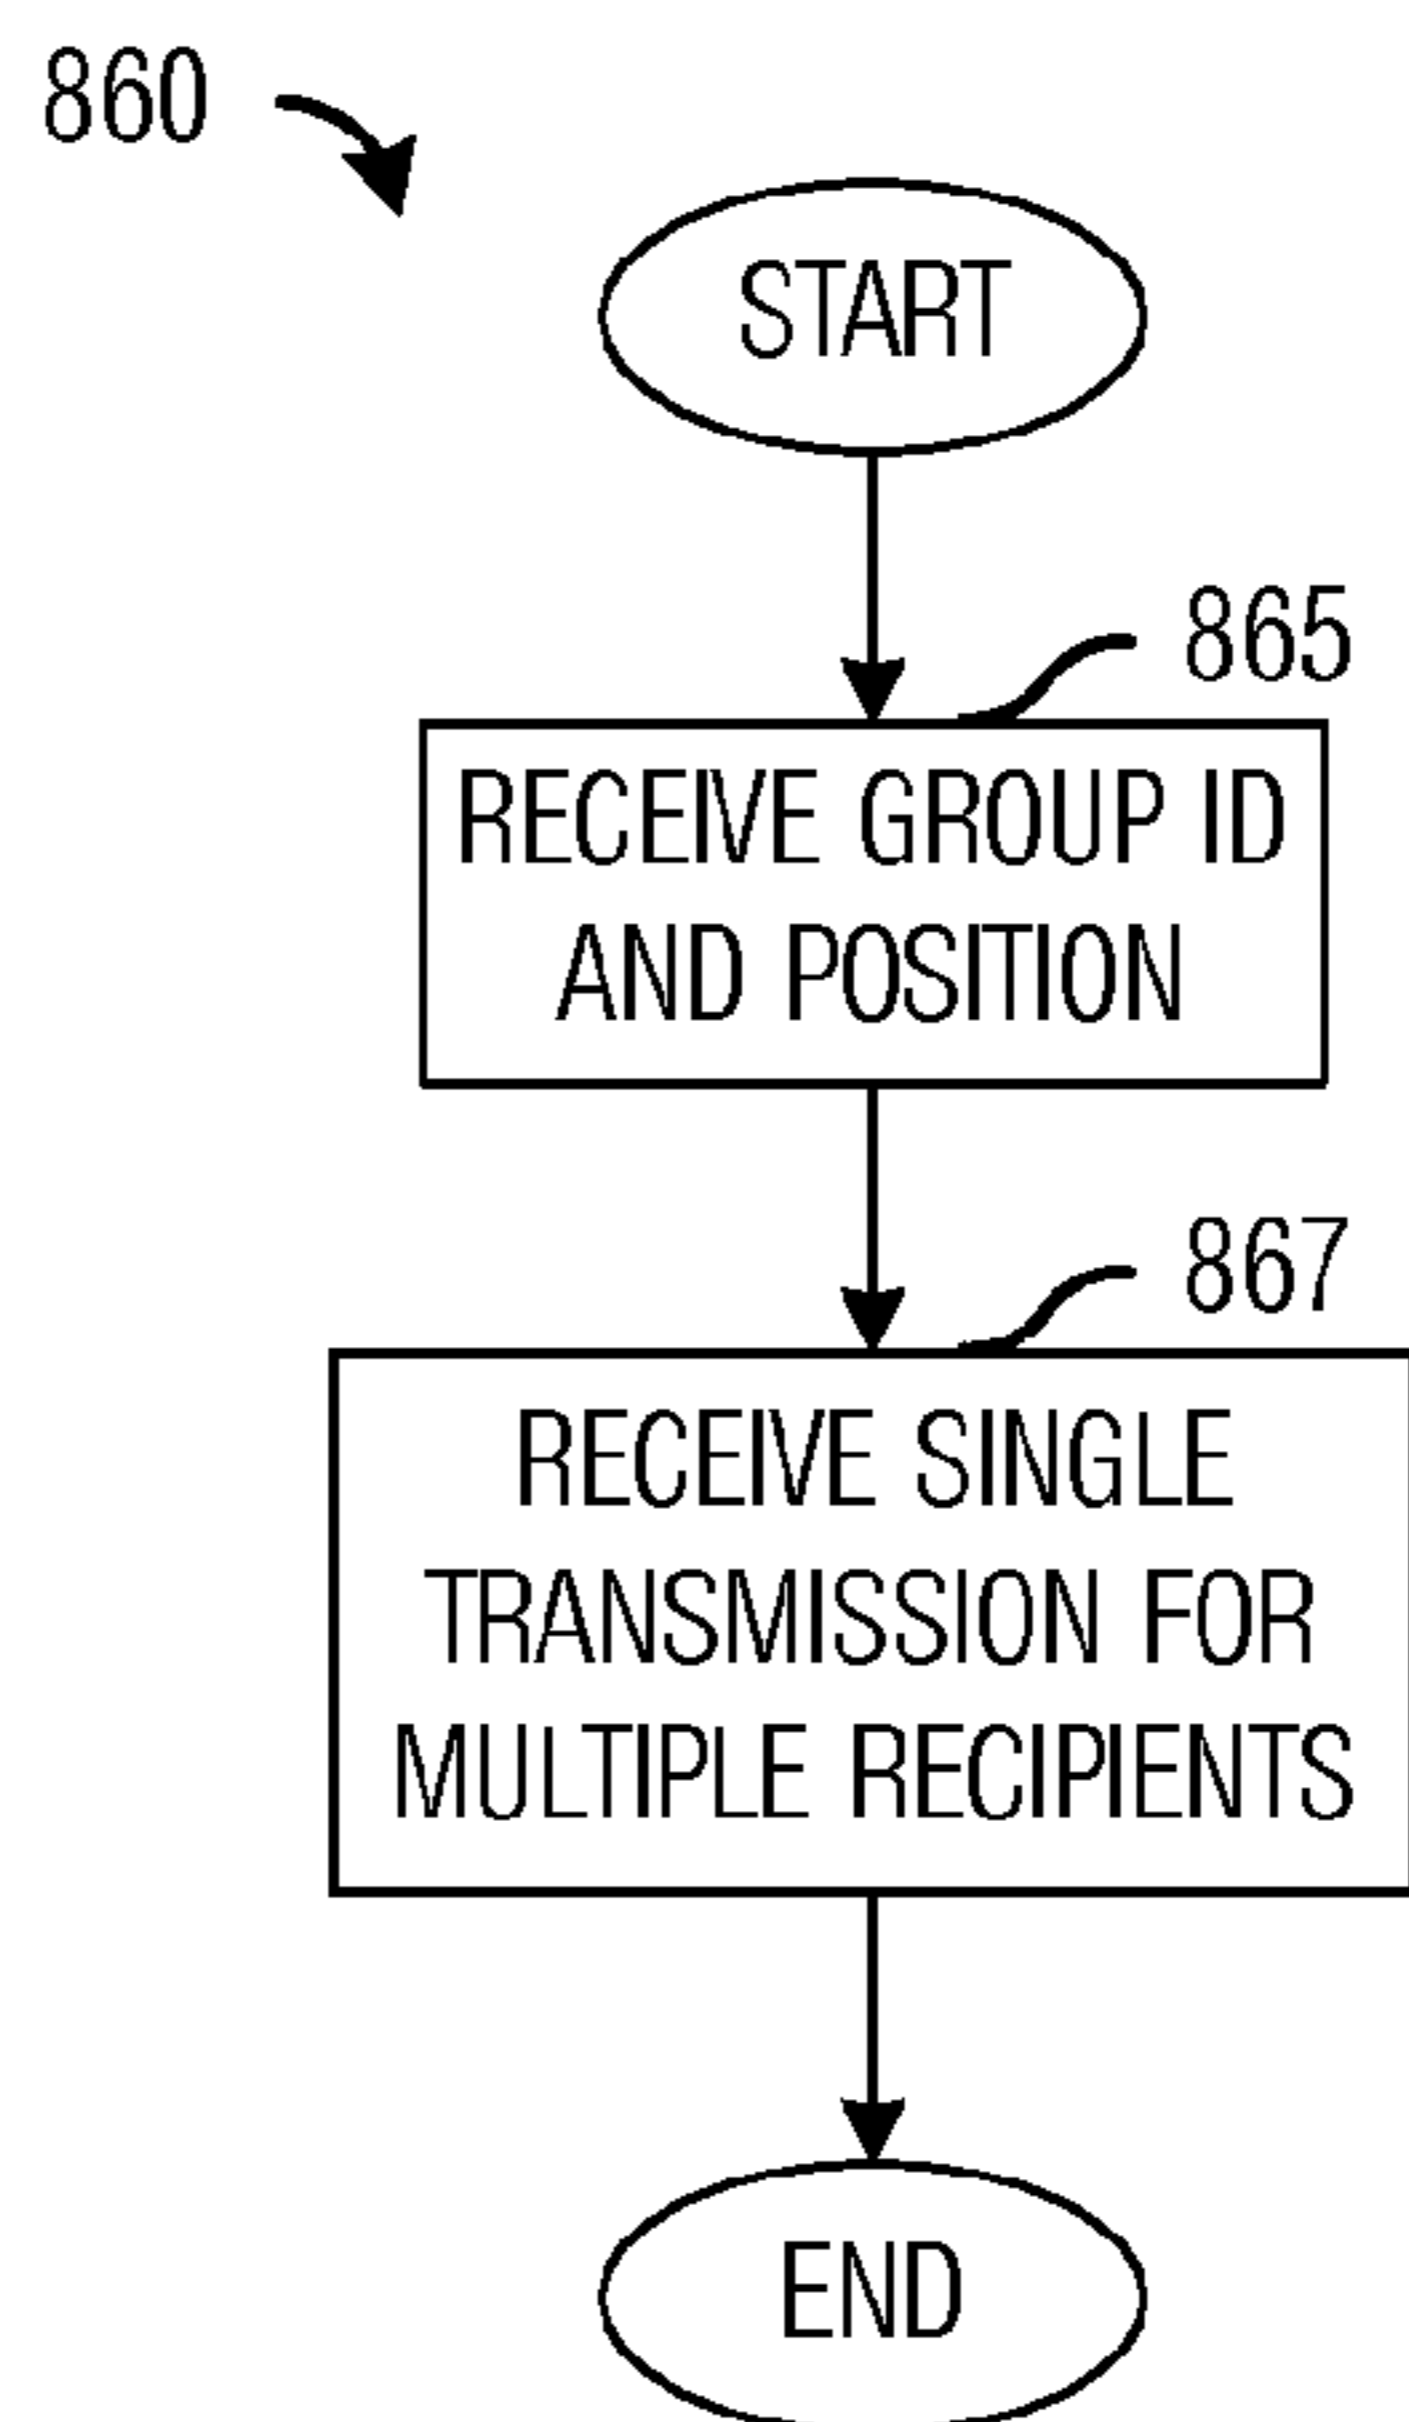 860
START
865
RECEIVE GROUP ID
AND POSITION
867
RECEIVE SINGLE
TRANSMISSION FOR
MULTIPLE RECIPIENTS
END